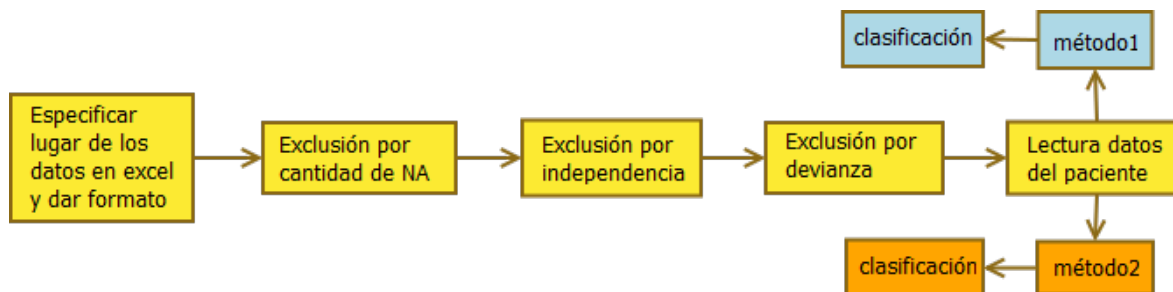 clasificación
método1
Especificar
lugar de los
datos en excel
y dar formato
Exclusión por
cantidad de NA
Exclusión por
independencia
Exclusión por
devianza
Lectura datos
del paciente
clasificación
método2